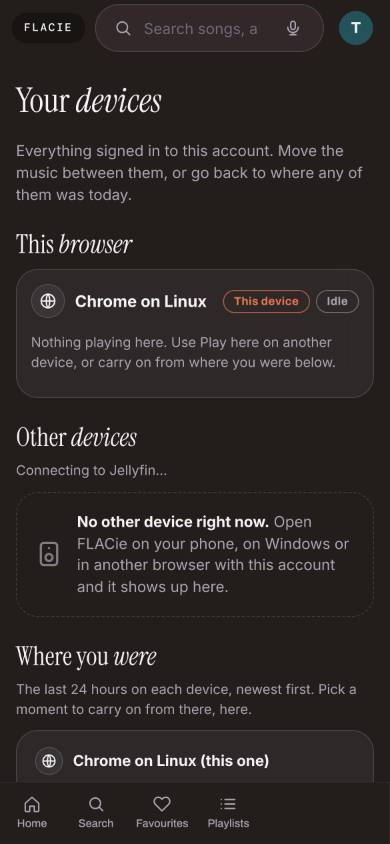 FLACIE
Search songs, a
T
Your devices
Everything signed in to this account. Move the
music between them, or go back to where any of
them was today.
This browser
Chrome on Linux
This device
Idle
Nothing playing here. Use Play here on another
device, or carry on from where you were below.
Other devices
Connecting to Jellyfin...
No other device right now. Open
FLACie on your phone, on Windows or
in another browser with this account
and it shows up here.
Where you were
The last 24 hours on each device, newest first. Pick a
moment to carry on from there, here.
Chrome on Linux (this one)
Home
Search
Favourites
Playlists